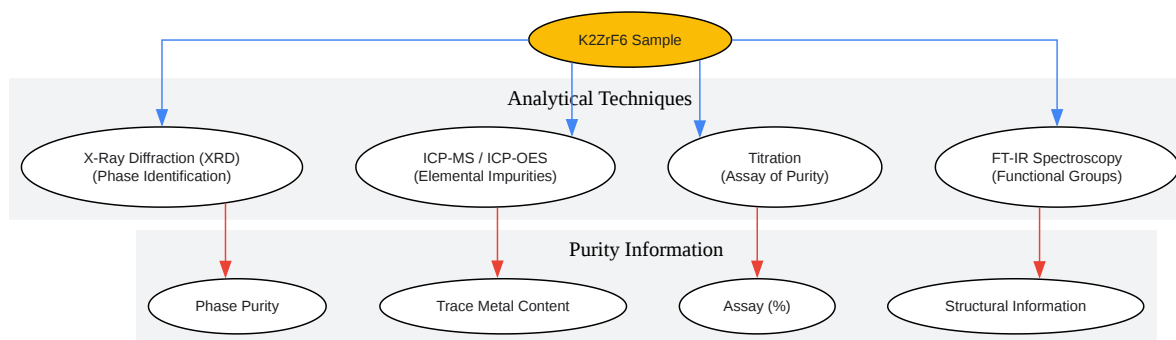 K2ZrF6 Sample
Analytical Techniques
X-Ray Diffraction (XRD)
(Phase Identification)
ICP-MS / ICP-OES
(Elemental Impurities)
Titration
(Assay of Purity)
FT-IR Spectroscopy
(Functional Groups)
Purity Information
Phase Purity
Trace Metal Content
Assay (%)
Structural Information